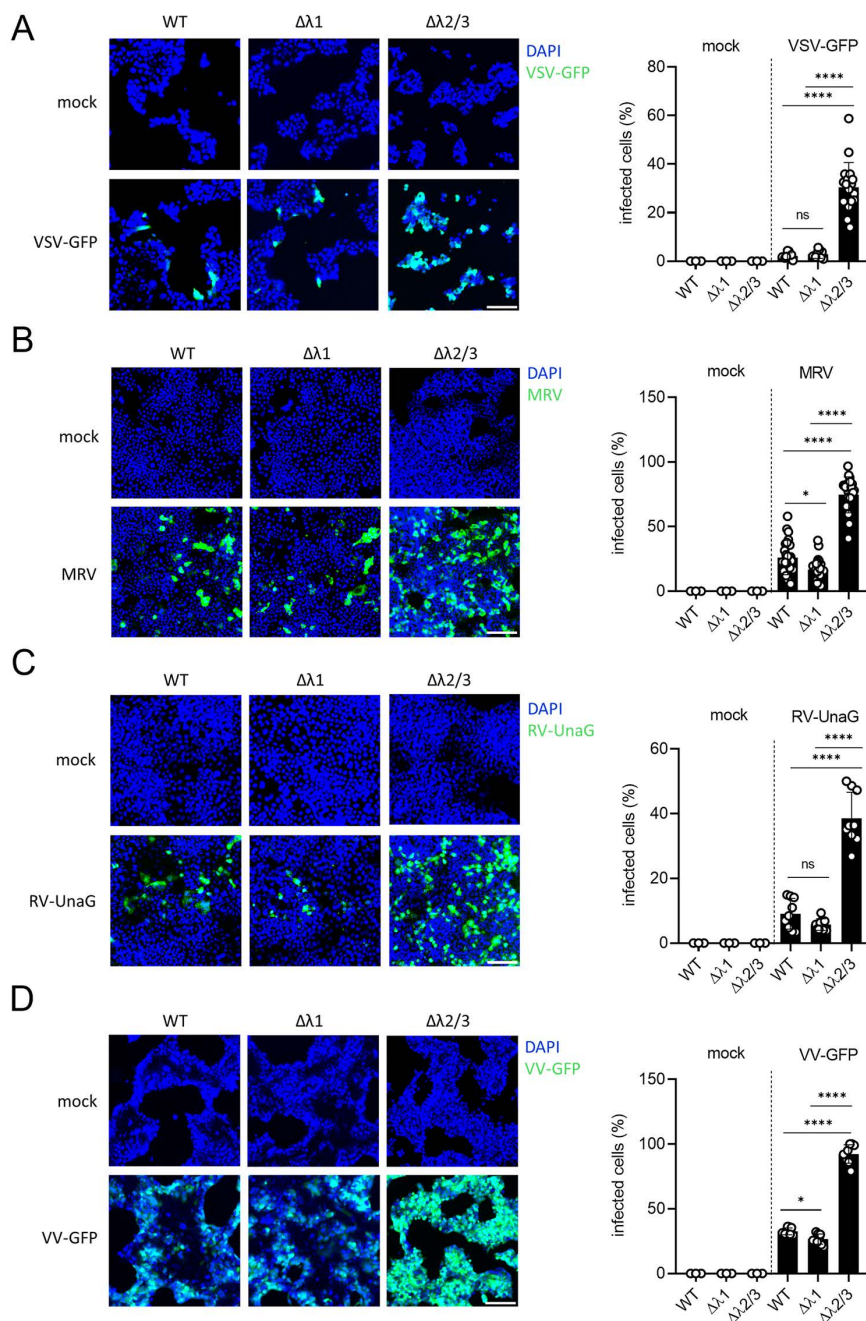 A
WT Δλ1 Δλ2/3
DAPI
VSV-GFP
mock
VSV-GFP
mock VSV-GFP
infected cells (%)
80
60
40
20
0
****
****
ns
WT Δλ1 Δλ2/3 WT Δλ1 Δλ2/3
B
WT Δλ1 Δλ2/3
DAPI
MRV
mock
MRV
mock MRV
infected cells (%)
150
100
50
0
****
****
*
WT Δλ1 Δλ2/3 WT Δλ1 Δλ2/3
C
WT Δλ1 Δλ2/3
DAPI
RV-UnaG
mock
RV-UnaG
mock RV-UnaG
infected cells (%)
60
40
20
0
****
****
ns
WT Δλ1 Δλ2/3 WT Δλ1 Δλ2/3
D
WT Δλ1 Δλ2/3
DAPI
VV-GFP
mock
VV-GFP
mock VV-GFP
infected cells (%)
150
100
50
0
****
****
*
WT Δλ1 Δλ2/3 WT Δλ1 Δλ2/3